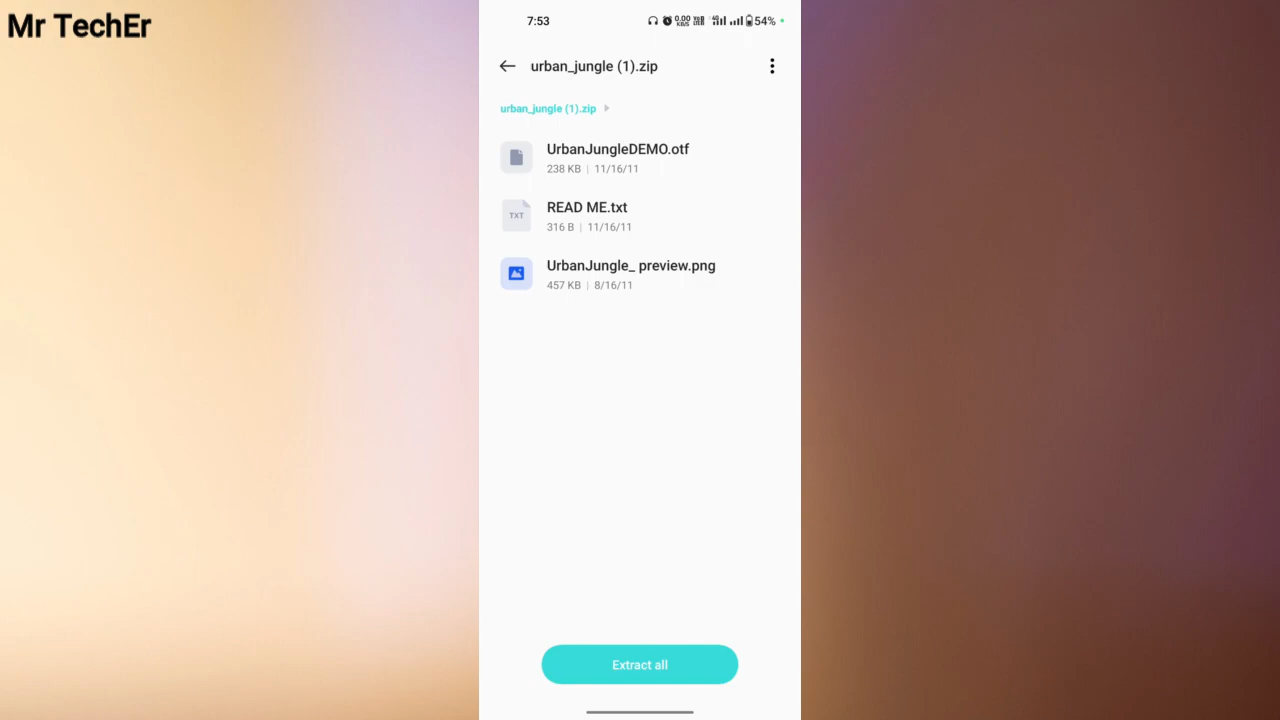 Mr TechEr
7:53 0.00 KB/S 4G 54%
urban_jungle (1).zip
urban_jungle (1).zip
UrbanJungleDEMO.otf
238 KB | 11/16/11
TXT
READ ME.txt
316 B | 11/16/11
UrbanJungle_ preview.png
457 KB | 8/16/11
Extract all